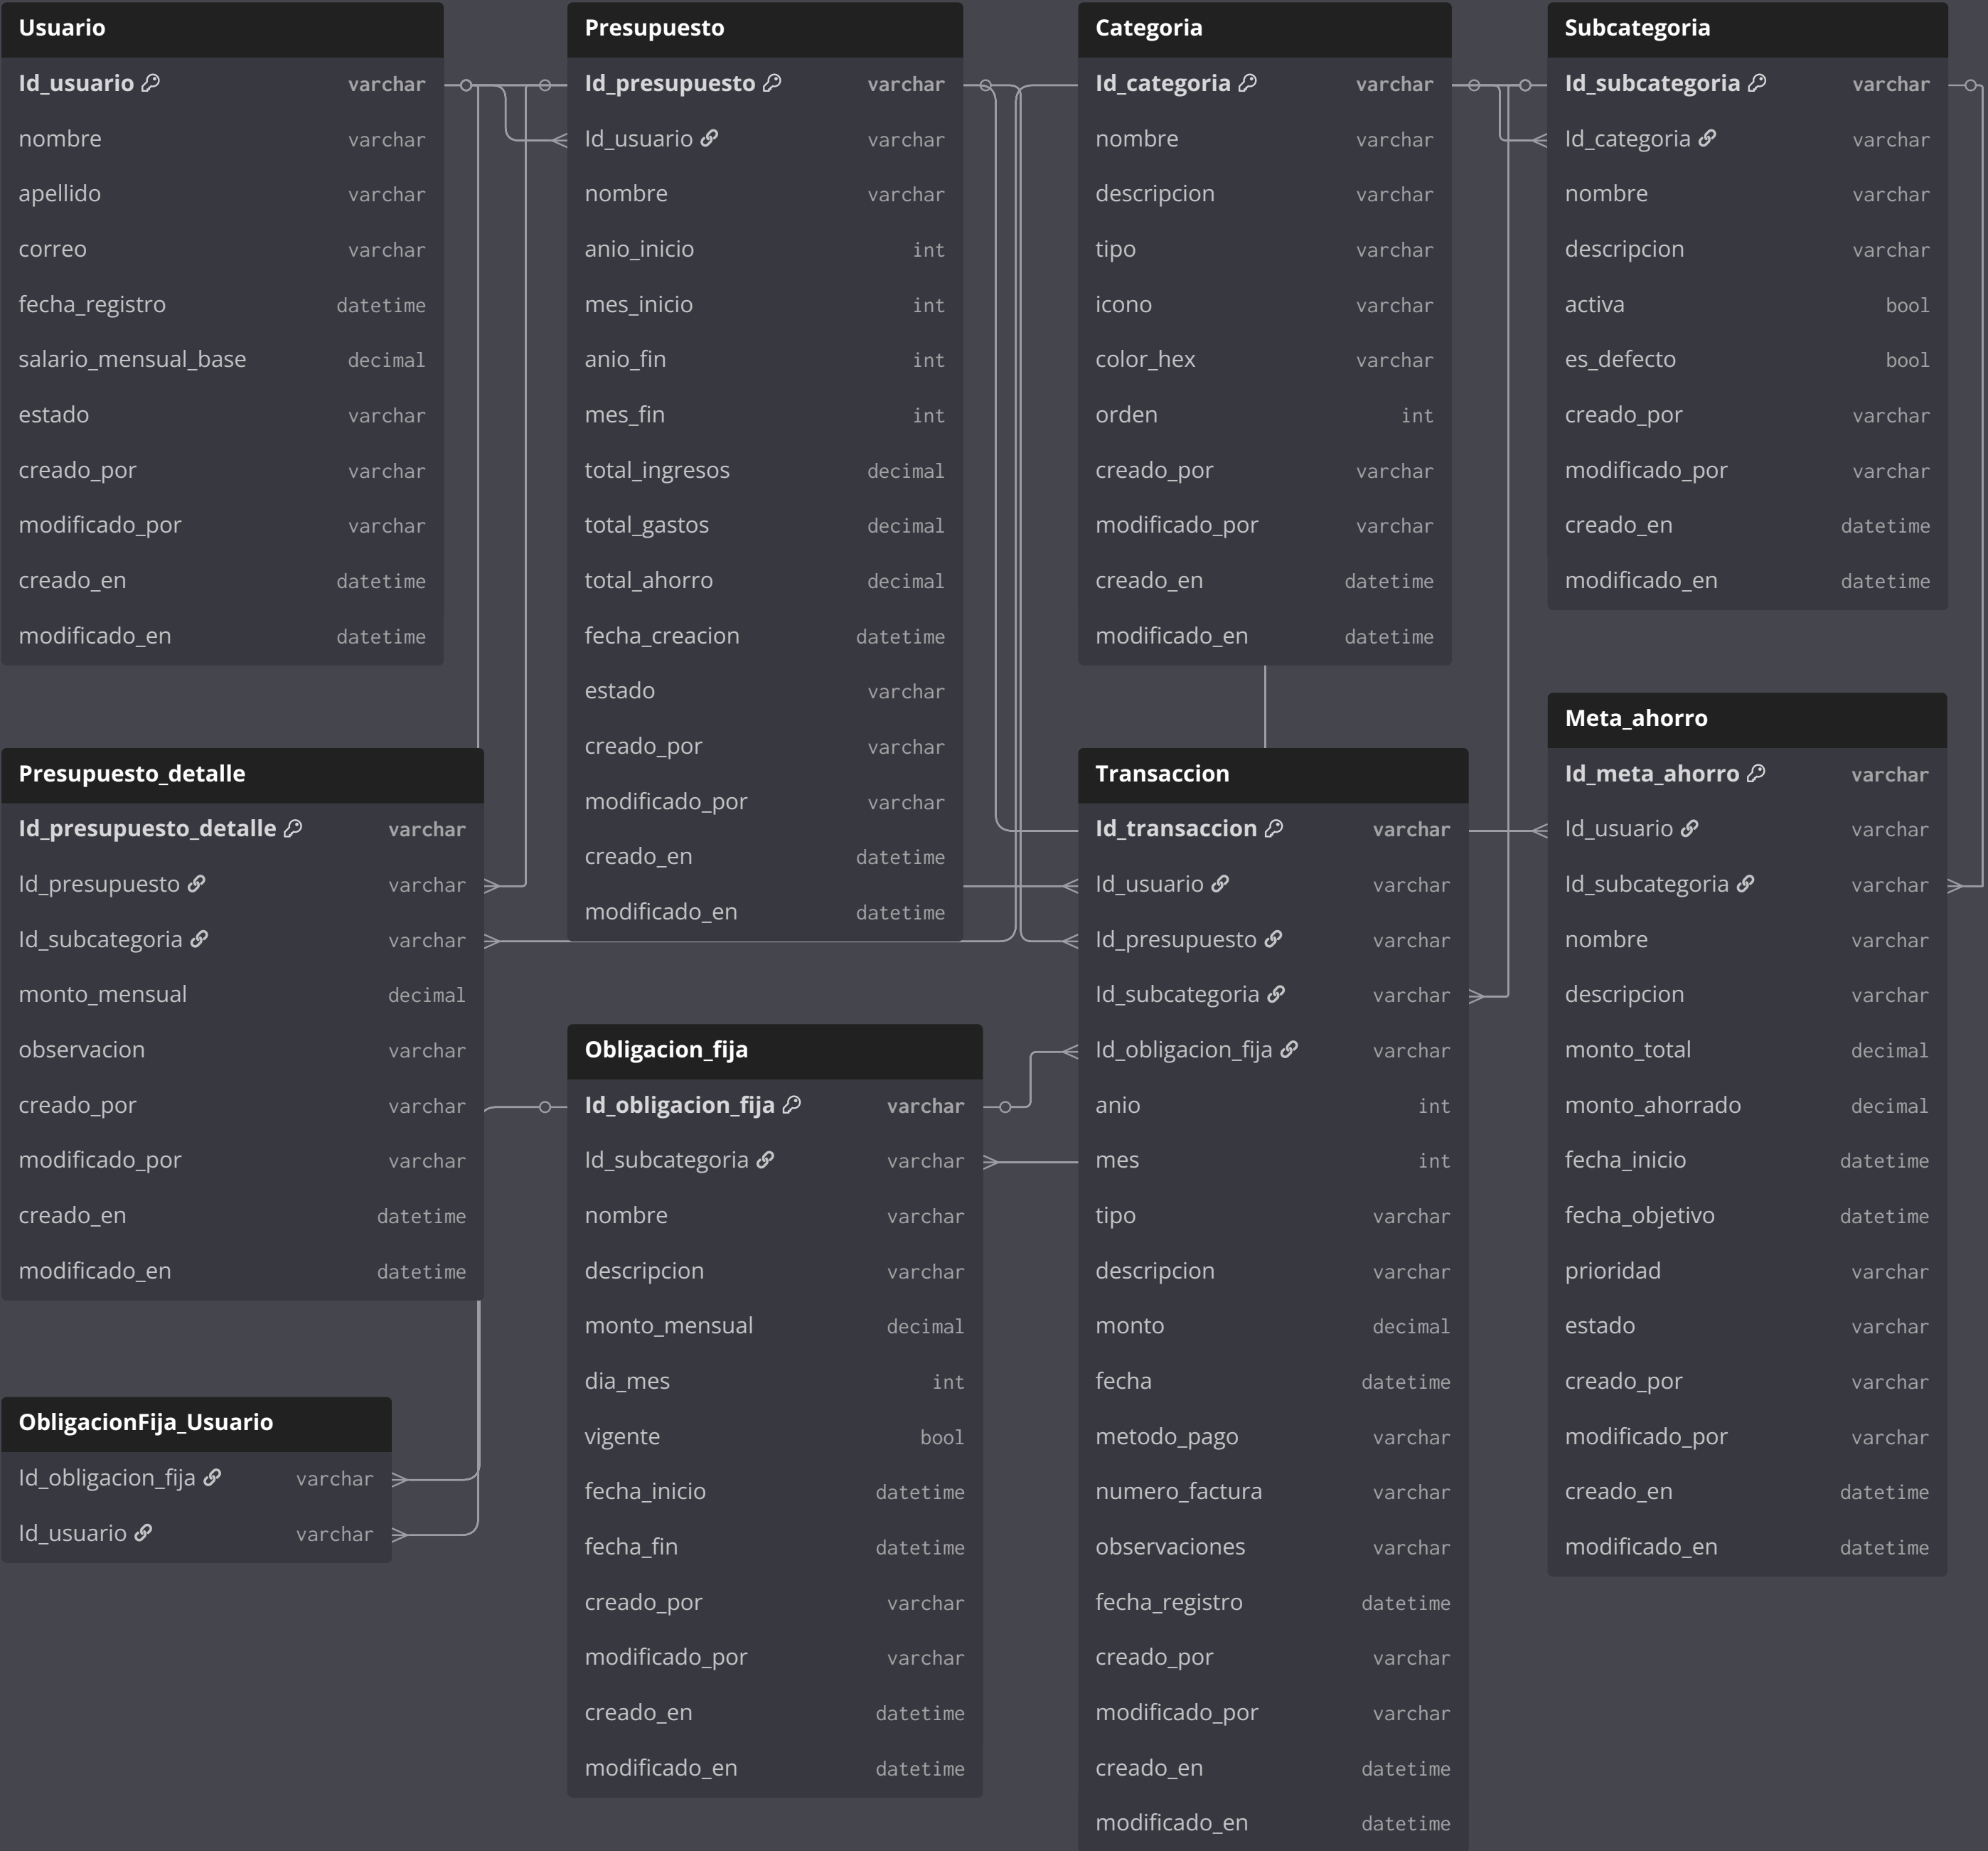 Usuario
Id_usuario varchar
nombre varchar
apellido varchar
correo varchar
fecha_registro datetime
salario_mensual_base decimal
estado varchar
creado_por varchar
modificado_por varchar
creado_en datetime
modificado_en datetime
Presupuesto
Id_presupuesto varchar
Id_usuario varchar
nombre varchar
anio_inicio int
mes_inicio int
anio_fin int
mes_fin int
total_ingresos decimal
total_gastos decimal
total_ahorro decimal
fecha_creacion datetime
estado varchar
creado_por varchar
modificado_por varchar
creado_en datetime
modificado_en datetime
Categoria
Id_categoria varchar
nombre varchar
descripcion varchar
tipo varchar
icono varchar
color_hex varchar
orden int
creado_por varchar
modificado_por varchar
creado_en datetime
modificado_en datetime
Subcategoria
Id_subcategoria varchar
Id_categoria varchar
nombre varchar
descripcion varchar
activa bool
es_defecto bool
creado_por varchar
modificado_por varchar
creado_en datetime
modificado_en datetime
Presupuesto_detalle
Id_presupuesto_detalle varchar
Id_presupuesto varchar
Id_subcategoria varchar
monto_mensual decimal
observacion varchar
creado_por varchar
modificado_por varchar
creado_en datetime
modificado_en datetime
Obligacion_fija
Id_obligacion_fija varchar
Id_subcategoria varchar
nombre varchar
descripcion varchar
monto_mensual decimal
dia_mes int
vigente bool
fecha_inicio datetime
fecha_fin datetime
creado_por varchar
modificado_por varchar
creado_en datetime
modificado_en datetime
Transaccion
Id_transaccion varchar
Id_usuario varchar
Id_presupuesto varchar
Id_subcategoria varchar
Id_obligacion_fija varchar
anio int
mes int
tipo varchar
descripcion varchar
monto decimal
fecha datetime
metodo_pago varchar
numero_factura varchar
observaciones varchar
fecha_registro datetime
creado_por varchar
modificado_por varchar
creado_en datetime
modificado_en datetime
Meta_ahorro
Id_meta_ahorro varchar
Id_usuario varchar
Id_subcategoria varchar
nombre varchar
descripcion varchar
monto_total decimal
monto_ahorrado decimal
fecha_inicio datetime
fecha_objetivo datetime
prioridad varchar
estado varchar
creado_por varchar
modificado_por varchar
creado_en datetime
modificado_en datetime
ObligacionFija_Usuario
Id_obligacion_fija varchar
Id_usuario varchar